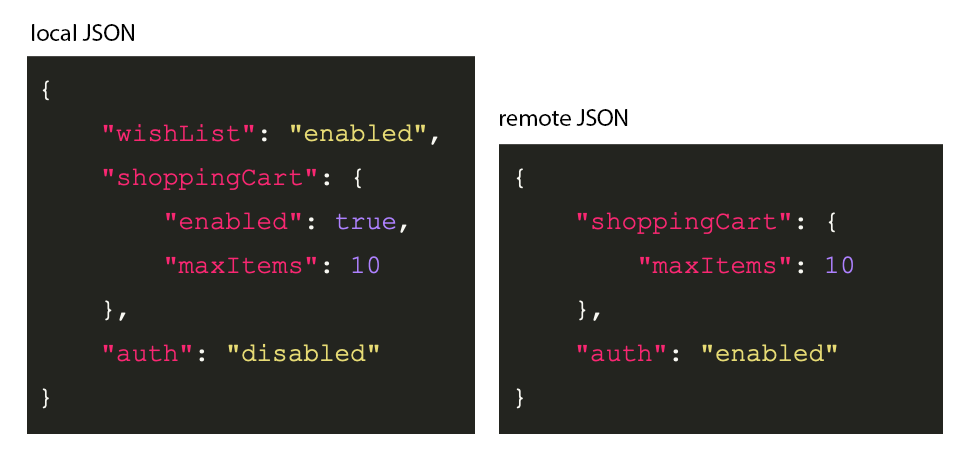 local JSON
{
    "wishList": "enabled",
    "shoppingCart": {
        "enabled": true,
        "maxItems": 10
    },
    "auth": "disabled"
}
remote JSON
{
    "shoppingCart": {
        "maxItems": 10
    },
    "auth": "enabled"
}